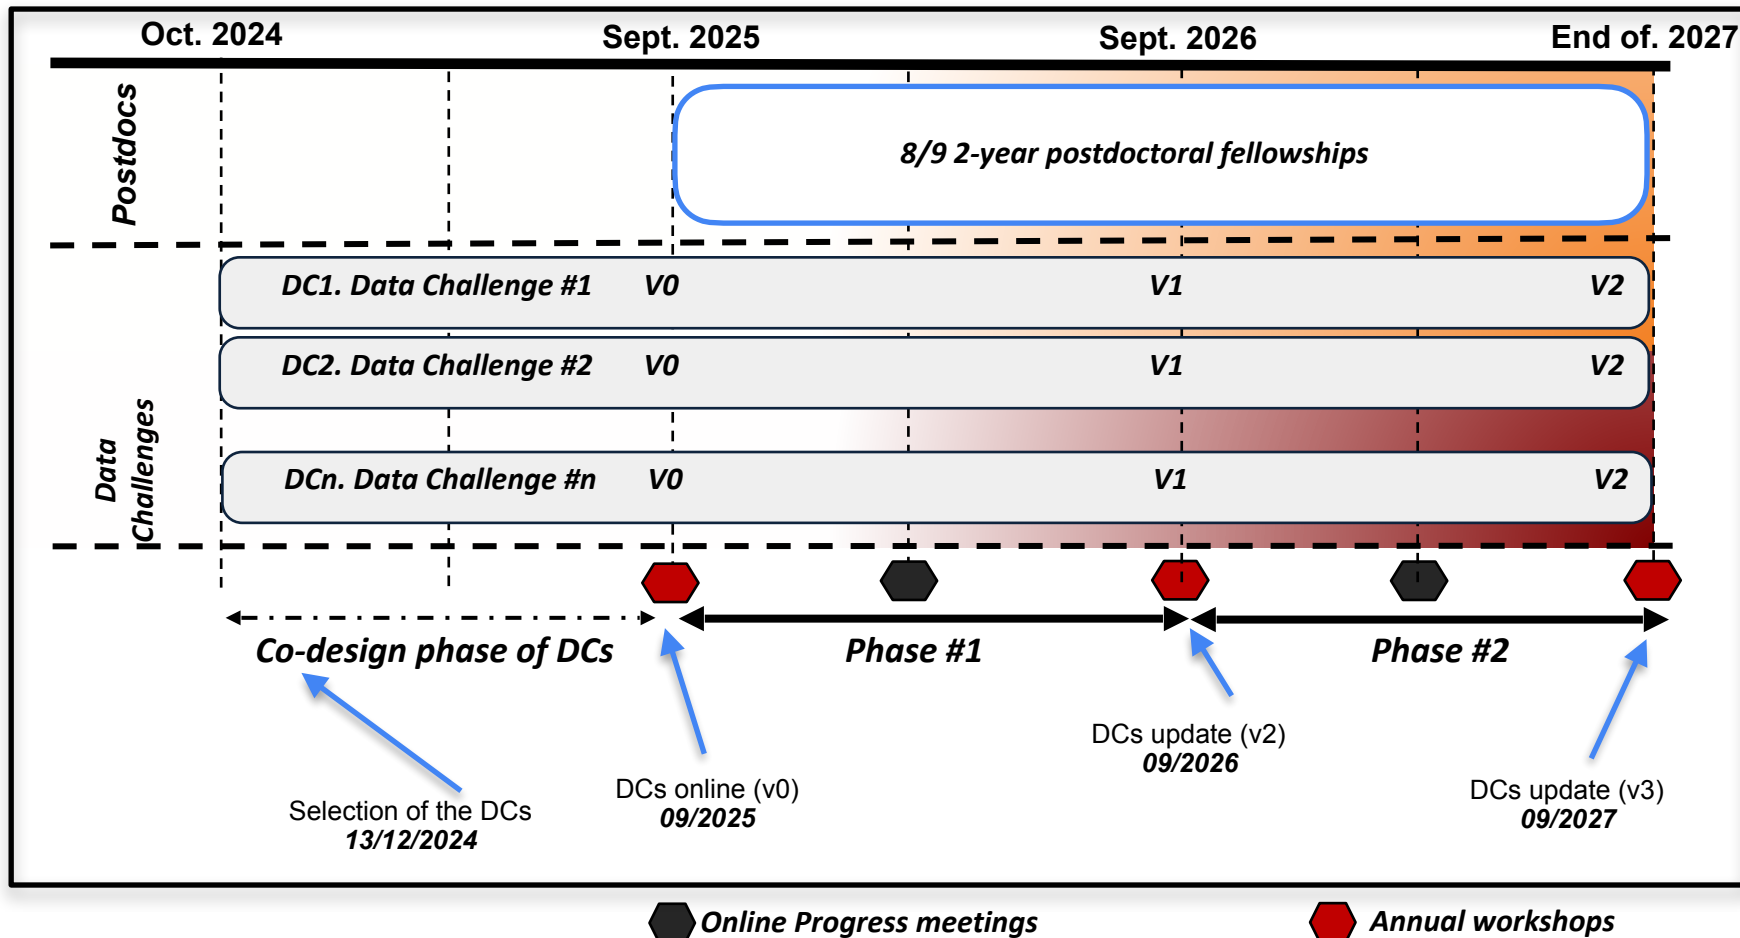 Oct. 2024
Sept. 2025
Sept. 2026
End of. 2027
Postdocs
8/9 2-year postdoctoral fellowships
Data
Challenges
DC1. Data Challenge #1
V0
V1
V2
DC2. Data Challenge #2
V0
V1
V2
DCn. Data Challenge #n
V0
V1
V2
Co-design phase of DCs
Phase #1
Phase #2
Selection of the DCs
13/12/2024
DCs online (v0)
09/2025
DCs update (v2)
09/2026
DCs update (v3)
09/2027
Online Progress meetings
Annual workshops